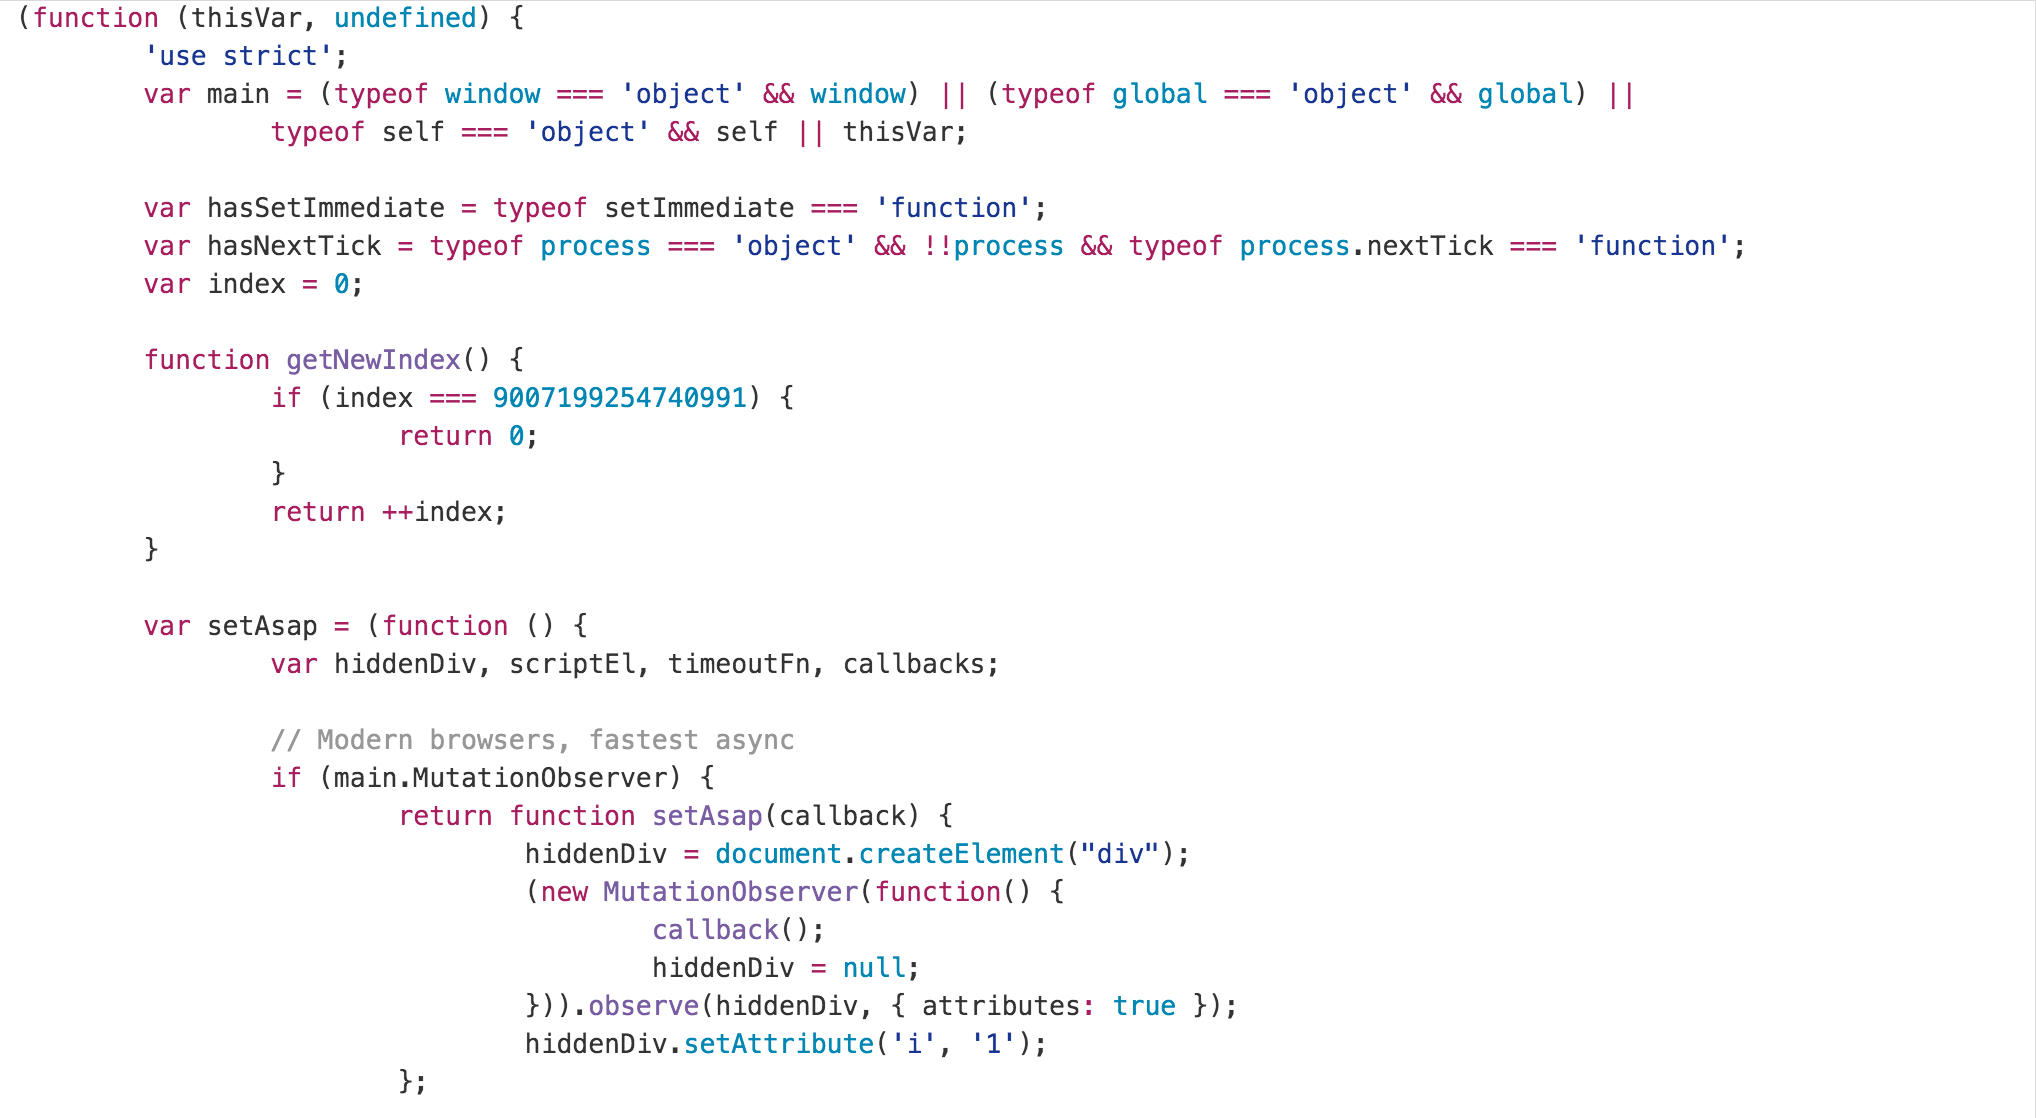 (function (thisVar, undefined) {
'use strict';
var main = (typeof window === 'object' && window) || (typeof global === 'object' && global) ||
typeof self === 'object' && self || thisVar;
var hasSetImmediate = typeof setImmediate === 'function';
var hasNextTick = typeof process === 'object' && !!process && typeof process.nextTick === 'function';
var index = 0;
function getNewIndex() {
if (index === 9007199254740991) {
return 0;
}
return ++index;
}
var setAsap = (function () {
var hiddenDiv, scriptEl, timeoutFn, callbacks;
// Modern browsers, fastest async
if (main.MutationObserver) {
return function setAsap(callback) {
hiddenDiv = document.createElement("div");
(new MutationObserver(function() {
callback();
hiddenDiv = null;
})).observe(hiddenDiv, { attributes: true });
hiddenDiv.setAttribute('i', '1');
};